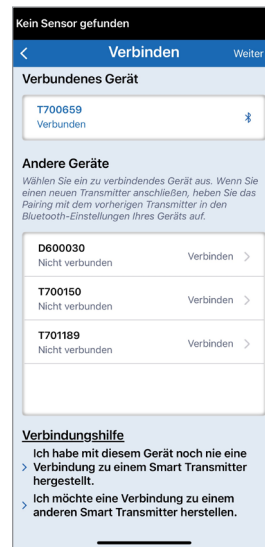 Kein Sensor gefunden
Verbinden
Weiter
Verbundenes Gerät
T700659
Verbunden
Andere Geräte
Wählen Sie ein zu verbindendes Gerät aus. Wenn Sie
einen neuen Transmitter anschließen, heben Sie das
Pairing mit dem vorherigen Transmitter in den
Bluetooth-Einstellungen Ihres Geräts auf.
D600030
Nicht verbunden
Verbinden
T700150
Nicht verbunden
Verbinden
T701189
Nicht verbunden
Verbinden
Verbindungshilfe
Ich habe mit diesem Gerät noch nie eine
Verbindung zu einem Smart Transmitter
hergestellt.
Ich möchte eine Verbindung zu einem
anderen Smart Transmitter herstellen.